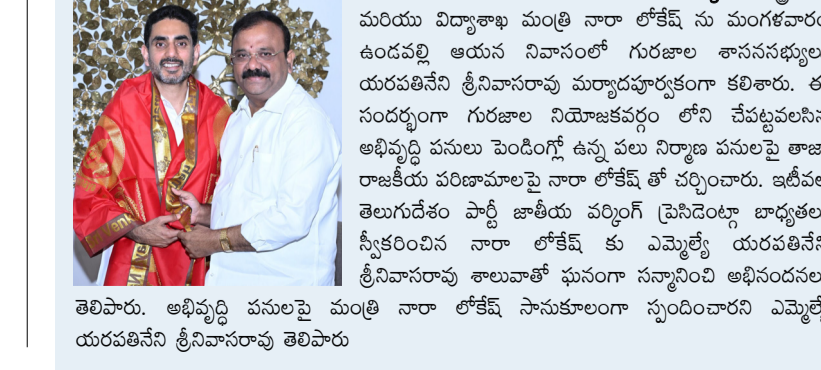 మరియు విద్యాశాఖ మంత్రి నారా లోకేష్ ను మంగళవారం
ఉండవల్లి ఆయన నివాసంలో గురజాల శాసనసభ్యుల
యరపతినేని శ్రీనివాసరావు మర్యాదపూర్వకంగా కలిశారు. ఈ
సందర్భంగా గురజాల నియోజకవర్గం లోని చేపట్టవలసిన
అభివృద్ధి పనులు పెండింగ్లో ఉన్న పలు నిర్మాణ పనులపై తాజా
రాజకీయ పరిణామాలపై నారా లోకేష్ తో చర్చించారు. ఇటీవల
తెలుగుదేశం పార్టీ జాతీయ వర్కింగ్ ప్రెసిడెంట్గా బాధ్యతల
స్వీకరించిన నారా లోకేష్ కు ఎమ్మెల్యే యరపతినేని
శ్రీనివాసరావు శాలువాతో ఘనంగా సన్మానించి అభినందనల
తెలిపారు. అభివృద్ధి పనులపై మంత్రి నారా లోకేష్ సానుకూలంగా స్పందించారని ఎమ్మెల్యే
యరపతినేని శ్రీనివాసరావు తెలిపారు